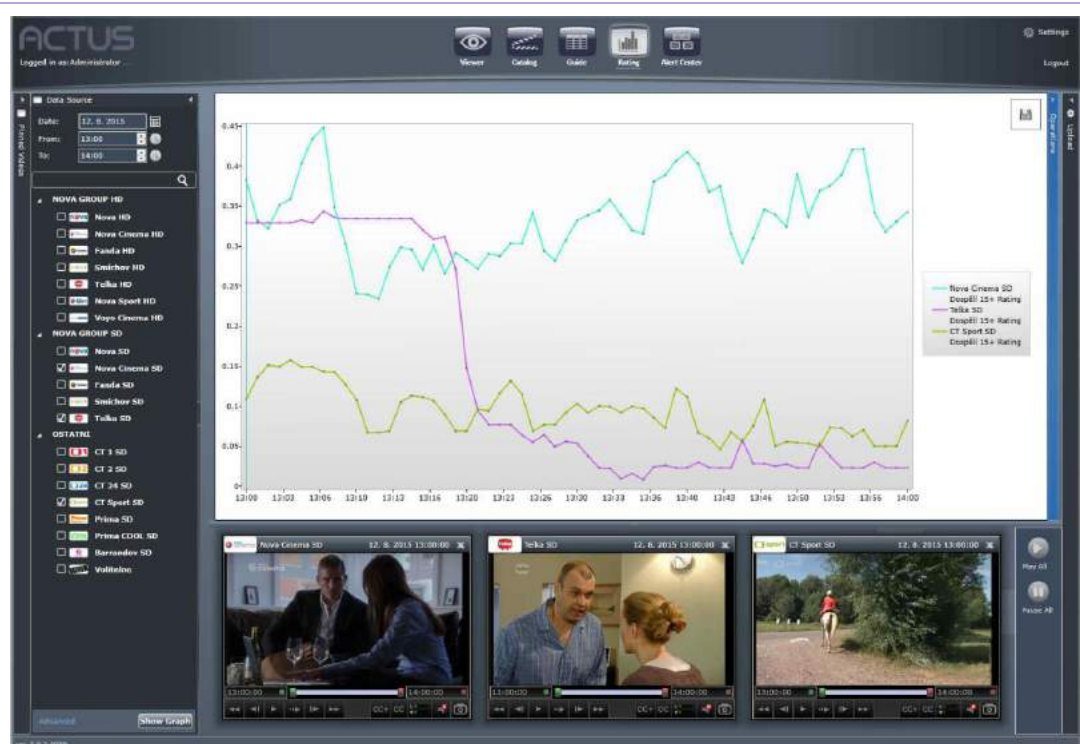 ACTUS
Logged in as: Administrator ...
Viewer
Catalog
Guide
Rating
Alert Center
Settings
Logout
Pinned Videos
Data Source
Date: 12. 8. 2015
From: 13:00
To: 14:00
NOVA GROUP HD
Nova HD
Nova Cinema HD
Fanda HD
Smichov HD
Telka HD
Nova Sport HD
Voyo Cinema HD
NOVA GROUP SD
Nova SD
Nova Cinema SD
Fanda SD
Smichov SD
Telka SD
OSTATNI
CT 1 SD
CT 2 SD
CT 24 SD
CT Sport SD
Prima SD
Prima COOL SD
Barrandov SD
Volitelne
Advanced
Show Graph
0.45
0.4
0.35
0.3
0.25
0.2
0.15
0.1
0.05
0
13:00 13:03 13:06 13:10 13:13 13:16 13:20 13:23 13:26 13:30 13:33 13:36 13:40 13:43 13:46 13:50 13:53 13:56 14:00
Nova Cinema SD
Dospělí 15+ Rating
Telka SD
Dospělí 15+ Rating
CT Sport SD
Dospělí 15+ Rating
Operations
Upload
Nova Cinema SD 12. 8. 2015 13:00:00
13:00:00 14:00:00
CC+ CC
Telka SD 12. 8. 2015 13:00:00
13:00:00 14:00:00
CC+ CC
CT Sport SD 12. 8. 2015 13:00:00
13:00:00 14:00:00
CC+ CC
Play All
Pause All